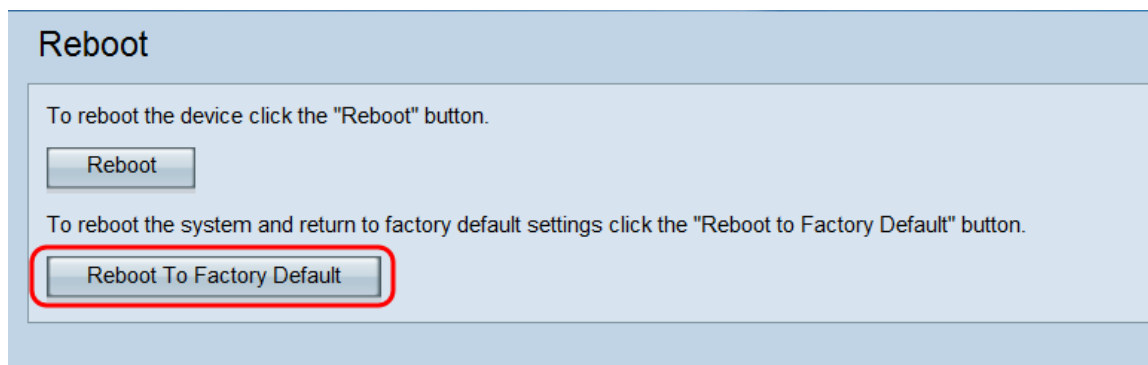 Reboot
To reboot the device click the "Reboot" button.
Reboot
To reboot the system and return to factory default settings click the "Reboot to Factory Default" button.
Reboot To Factory Default